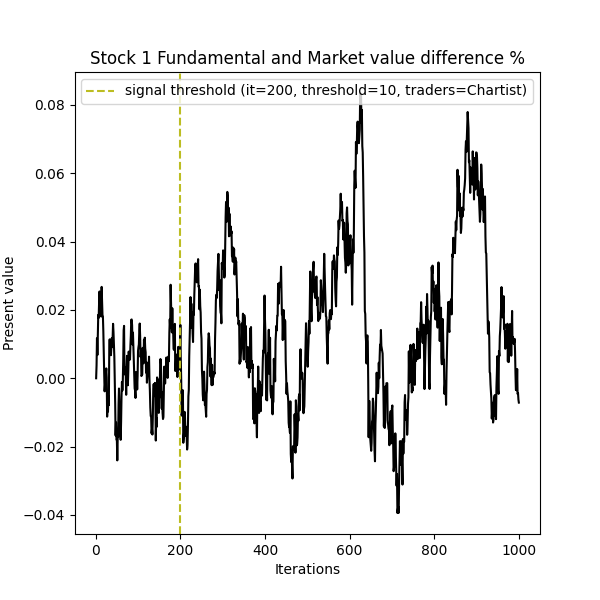 Stock 1 Fundamental and Market value difference %
signal threshold (it=200, threshold=10, traders=Chartist)
0.08
0.06
0.04
0.02
0.00
−0.02
−0.04
Present value
0 200 400 600 800 1000
Iterations